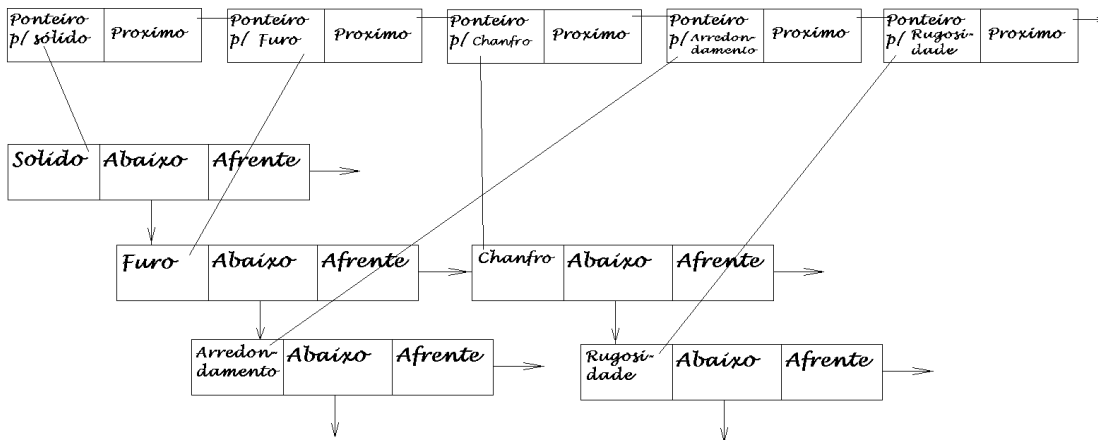 Ponteiro
p/ sólido
Proximo
Ponteiro
p/ Furo
Proximo
Ponteiro
p/ Chanfro
Proximo
Ponteiro
p/ Arredon-
damento
Proximo
Ponteiro
p/ Rugosi-
dade
Proximo
Solido Abaixo Afrente
Furo Abaixo Afrente
Chanfro Abaixo Afrente
Arredon-
damento
Abaixo Afrente
Rugosi-
dade
Abaixo Afrente